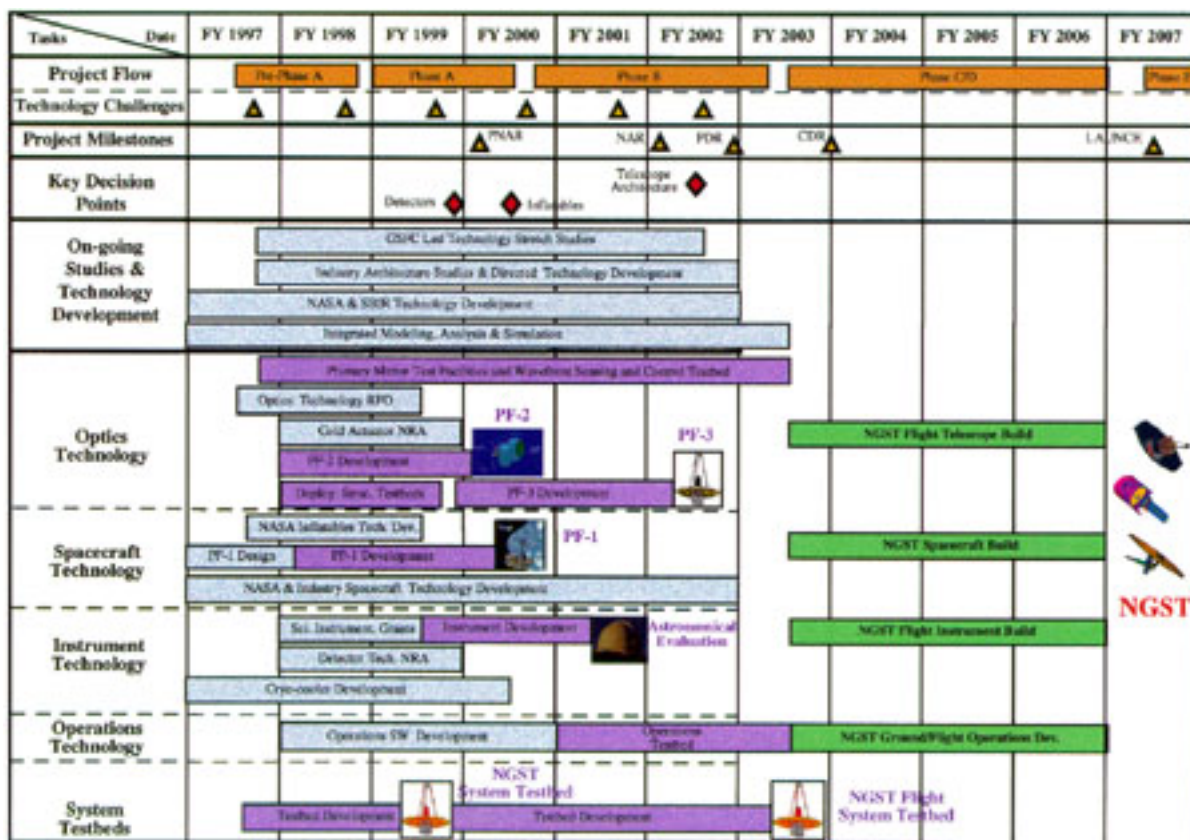 Tasks Date FY 1997 FY 1998 FY 1999 FY 2000 FY 2001 FY 2002 FY 2003 FY 2004 FY 2005 FY 2006 FY 2007
Project Flow Pre-Phase A Phase A Phase B Phase C/D Phase E
Technology Challenges
Project Milestones PNAR NAR PDR CDR LAUNCH
Key Decision
Points
Detectors Inflatables
Telescope
Architecture
On-going
Studies &
Technology
Development
GSFC Led Technology Stretch Studies
Industry Architecture Studies & Directed Technology Development
NASA & SBIR Technology Development
Integrated Modeling, Analysis & Simulation
Optics
Technology
Primary Mirror Test Facilities and Wavefront Sensing and Control Testbed
Optics Technology RFO
Cold Actuator NRA
PF-2
PF-2 Development
PF-3
Deploy. Struc. Testbeds
PF-3 Development
NGST Flight Telescope Build
Spacecraft
Technology
NASA Inflatables Tech. Dev.
PF-1 Design PF-1 Development
PF-1
NASA & Industry Spacecraft Technology Development
NGST Spacecraft Build
NGST
Instrument
Technology
Sci. Instrument. Grants Instrument Development
Astronomical
Evaluation
Detector Tech. NRA
Cryo-cooler Development
NGST Flight Instrument Build
Operations
Technology
Operations SW Development
Operations
Testbed
NGST Ground/Flight Operations Dev.
System
Testbeds
Testbed Development
NGST
System Testbed
Testbed Development
NGST Flight
System Testbed